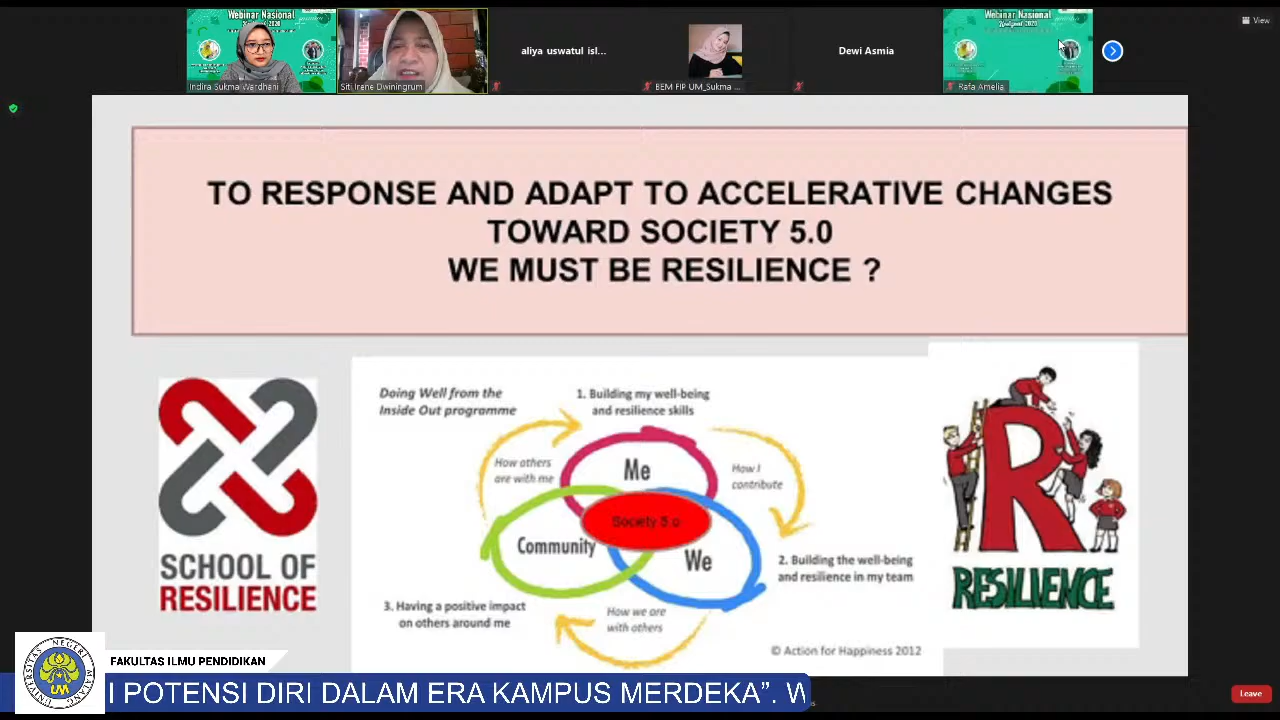 Webinar Nasional
Indira Sukma Wardhani
Siti Irene Dwiningrum
aliya uswatul isl...
BEM FIP UM_Sukma ...
Dewi Asmia
Webinar Nasional
Rafa Amelia
View
TO RESPONSE AND ADAPT TO ACCELERATIVE CHANGES
TOWARD SOCIETY 5.0
WE MUST BE RESILIENCE ?
SCHOOL OF
RESILIENCE
Doing Well from the
Inside Out programme
1. Building my well-being
and resilience skills
How others
are with me
Me
How I
contribute
Society 5.0
Community
We
2. Building the well-being
and resilience in my team
3. Having a positive impact
on others around me
How we are
with others
© Action for Happiness 2012
R
RESILIENCE
UM
FAKULTAS ILMU PENDIDIKAN
I POTENSI DIRI DALAM ERA KAMPUS MERDEKA”. W
Leave